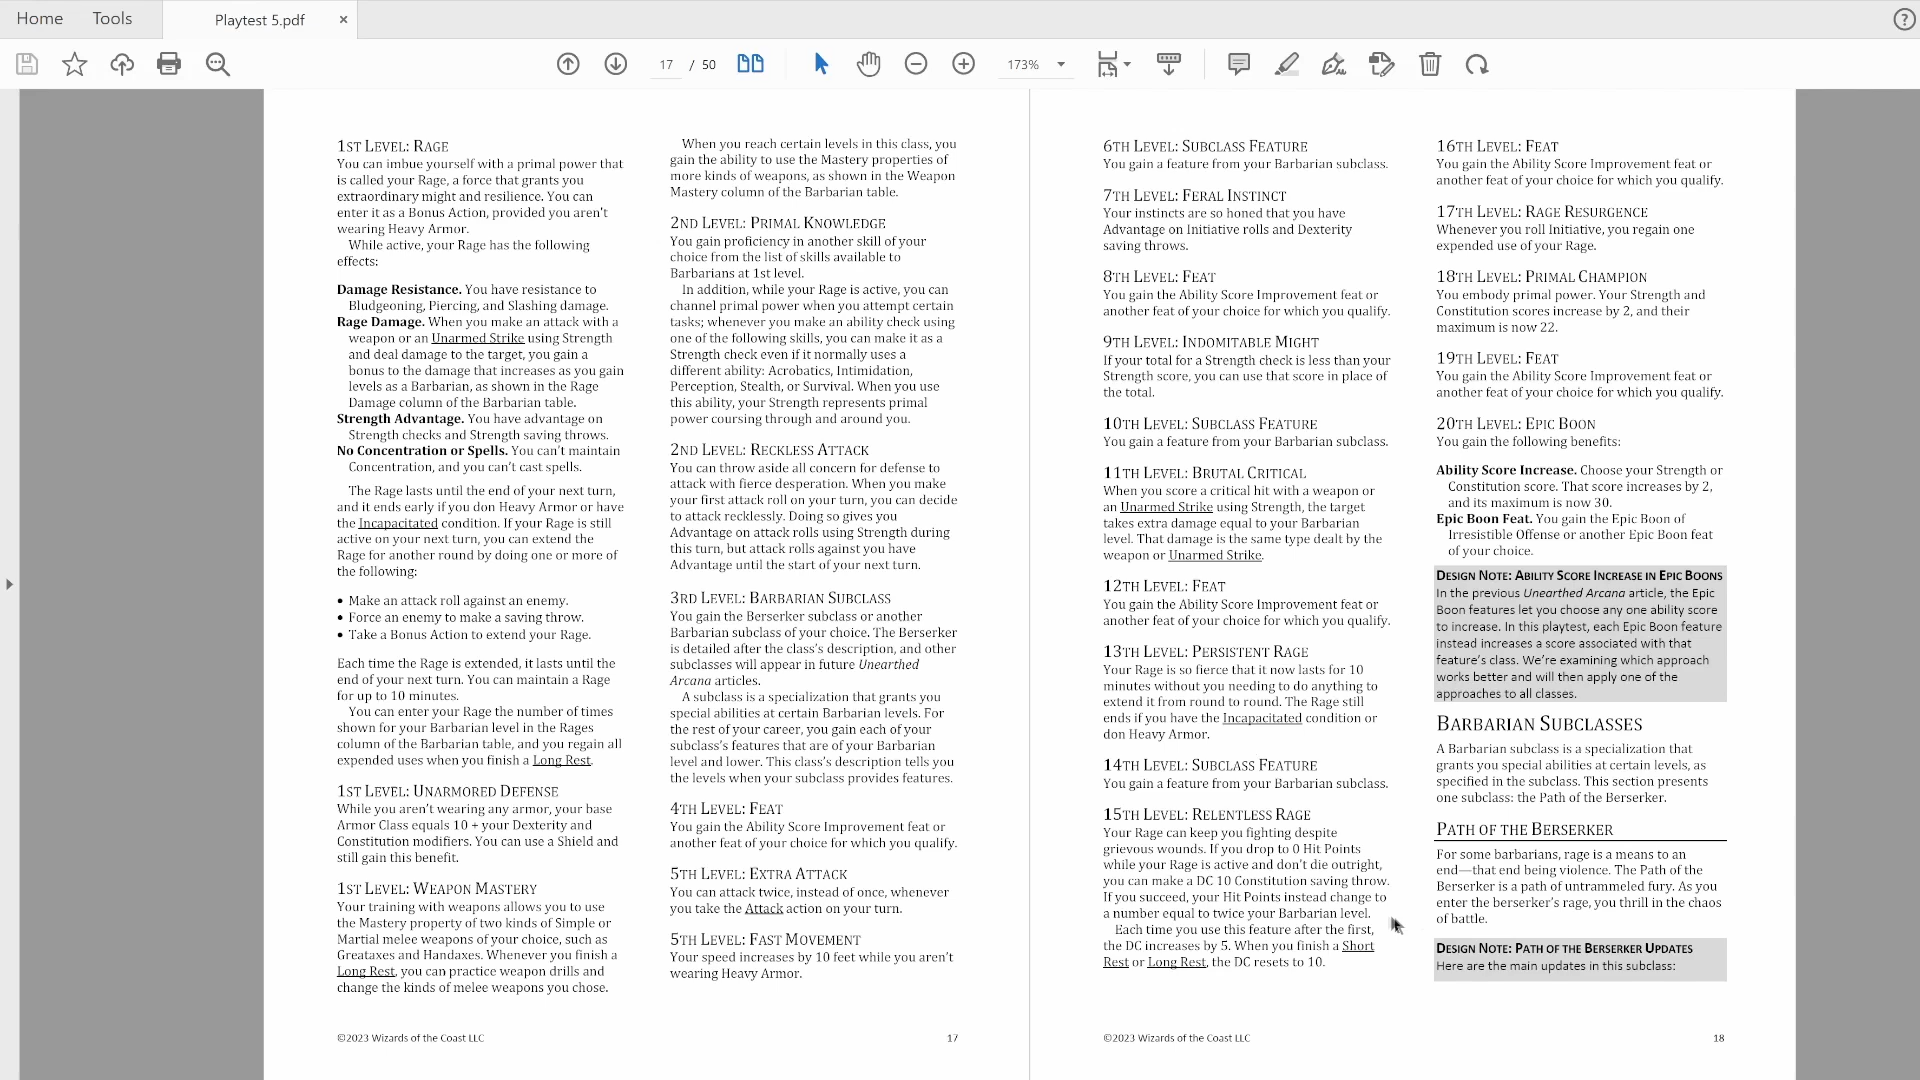 Home
Tools
Playtest 5.pdf
17 / 50
173%
1ST LEVEL: RAGE
You can imbue yourself with a primal power that
is called your Rage, a force that grants you
extraordinary might and resilience. You can
enter it as a Bonus Action, provided you aren't
wearing Heavy Armor.
While active, your Rage has the following
effects:
Damage Resistance. You have resistance to
Bludgeoning, Piercing, and Slashing damage.
Rage Damage. When you make an attack with a
weapon or an Unarmed Strike using Strength
and deal damage to the target, you gain a
bonus to the damage that increases as you gain
levels as a Barbarian, as shown in the Rage
Damage column of the Barbarian table.
Strength Advantage. You have advantage on
Strength checks and Strength saving throws.
No Concentration or Spells. You can't maintain
Concentration, and you can't cast spells.
The Rage lasts until the end of your next turn,
and it ends early if you don Heavy Armor or have
the Incapacitated condition. If your Rage is still
active on your next turn, you can extend the
Rage for another round by doing one or more of
the following:
• Make an attack roll against an enemy.
• Force an enemy to make a saving throw.
• Take a Bonus Action to extend your Rage.
Each time the Rage is extended, it lasts until the
end of your next turn. You can maintain a Rage
for up to 10 minutes.
You can enter your Rage the number of times
shown for your Barbarian level in the Rages
column of the Barbarian table, and you regain all
expended uses when you finish a Long Rest.
1ST LEVEL: UNARMORED DEFENSE
While you aren't wearing any armor, your base
Armor Class equals 10 + your Dexterity and
Constitution modifiers. You can use a Shield and
still gain this benefit.
1ST LEVEL: WEAPON MASTERY
Your training with weapons allows you to use
the Mastery property of two kinds of Simple or
Martial melee weapons of your choice, such as
Greataxes and Handaxes. Whenever you finish a
Long Rest, you can practice weapon drills and
change the kinds of melee weapons you chose.
When you reach certain levels in this class, you
gain the ability to use the Mastery properties of
more kinds of weapons, as shown in the Weapon
Mastery column of the Barbarian table.
2ND LEVEL: PRIMAL KNOWLEDGE
You gain proficiency in another skill of your
choice from the list of skills available to
Barbarians at 1st level.
In addition, while your Rage is active, you can
channel primal power when you attempt certain
tasks; whenever you make an ability check using
one of the following skills, you can make it as a
Strength check even if it normally uses a
different ability: Acrobatics, Intimidation,
Perception, Stealth, or Survival. When you use
this ability, your Strength represents primal
power coursing through and around you.
2ND LEVEL: RECKLESS ATTACK
You can throw aside all concern for defense to
attack with fierce desperation. When you make
your first attack roll on your turn, you can decide
to attack recklessly. Doing so gives you
Advantage on attack rolls using Strength during
this turn, but attack rolls against you have
Advantage until the start of your next turn.
3RD LEVEL: BARBARIAN SUBCLASS
You gain the Berserker subclass or another
Barbarian subclass of your choice. The Berserker
is detailed after the class's description, and other
subclasses will appear in future Unearthed
Arcana articles.
A subclass is a specialization that grants you
special abilities at certain Barbarian levels. For
the rest of your career, you gain each of your
subclass's features that are of your Barbarian
level and lower. This class's description tells you
the levels when your subclass provides features.
4TH LEVEL: FEAT
You gain the Ability Score Improvement feat or
another feat of your choice for which you qualify.
5TH LEVEL: EXTRA ATTACK
You can attack twice, instead of once, whenever
you take the Attack action on your turn.
5TH LEVEL: FAST MOVEMENT
Your speed increases by 10 feet while you aren't
wearing Heavy Armor.
©2023 Wizards of the Coast LLC
17
6TH LEVEL: SUBCLASS FEATURE
You gain a feature from your Barbarian subclass.
7TH LEVEL: FERAL INSTINCT
Your instincts are so honed that you have
Advantage on Initiative rolls and Dexterity
saving throws.
8TH LEVEL: FEAT
You gain the Ability Score Improvement feat or
another feat of your choice for which you qualify.
9TH LEVEL: INDOMITABLE MIGHT
If your total for a Strength check is less than your
Strength score, you can use that score in place of
the total.
10TH LEVEL: SUBCLASS FEATURE
You gain a feature from your Barbarian subclass.
11TH LEVEL: BRUTAL CRITICAL
When you score a critical hit with a weapon or
an Unarmed Strike using Strength, the target
takes extra damage equal to your Barbarian
level. That damage is the same type dealt by the
weapon or Unarmed Strike.
12TH LEVEL: FEAT
You gain the Ability Score Improvement feat or
another feat of your choice for which you qualify.
13TH LEVEL: PERSISTENT RAGE
Your Rage is so fierce that it now lasts for 10
minutes without you needing to do anything to
extend it from round to round. The Rage still
ends if you have the Incapacitated condition or
don Heavy Armor.
14TH LEVEL: SUBCLASS FEATURE
You gain a feature from your Barbarian subclass.
15TH LEVEL: RELENTLESS RAGE
Your Rage can keep you fighting despite
grievous wounds. If you drop to 0 Hit Points
while your Rage is active and don't die outright,
you can make a DC 10 Constitution saving throw.
If you succeed, your Hit Points instead change to
a number equal to twice your Barbarian level.
Each time you use this feature after the first,
the DC increases by 5. When you finish a Short
Rest or Long Rest, the DC resets to 10.
16TH LEVEL: FEAT
You gain the Ability Score Improvement feat or
another feat of your choice for which you qualify.
17TH LEVEL: RAGE RESURGENCE
Whenever you roll Initiative, you regain one
expended use of your Rage.
18TH LEVEL: PRIMAL CHAMPION
You embody primal power. Your Strength and
Constitution scores increase by 2, and their
maximum is now 22.
19TH LEVEL: FEAT
You gain the Ability Score Improvement feat or
another feat of your choice for which you qualify.
20TH LEVEL: EPIC BOON
You gain the following benefits:
Ability Score Increase. Choose your Strength or
Constitution score. That score increases by 2,
and its maximum is now 30.
Epic Boon Feat. You gain the Epic Boon of
Irresistible Offense or another Epic Boon feat
of your choice.
DESIGN NOTE: ABILITY SCORE INCREASE IN EPIC BOONS
In the previous Unearthed Arcana article, the Epic
Boon features let you choose any one ability score
to increase. In this playtest, each Epic Boon feature
instead increases a score associated with that
feature's class. We're examining which approach
works better and will then apply one of the
approaches to all classes.
BARBARIAN SUBCLASSES
A Barbarian subclass is a specialization that
grants you special abilities at certain levels, as
specified in the subclass. This section presents
one subclass: the Path of the Berserker.
PATH OF THE BERSERKER
For some barbarians, rage is a means to an
end—that end being violence. The Path of the
Berserker is a path of untrammeled fury. As you
enter the berserker's rage, you thrill in the chaos
of battle.
DESIGN NOTE: PATH OF THE BERSERKER UPDATES
Here are the main updates in this subclass:
©2023 Wizards of the Coast LLC
18